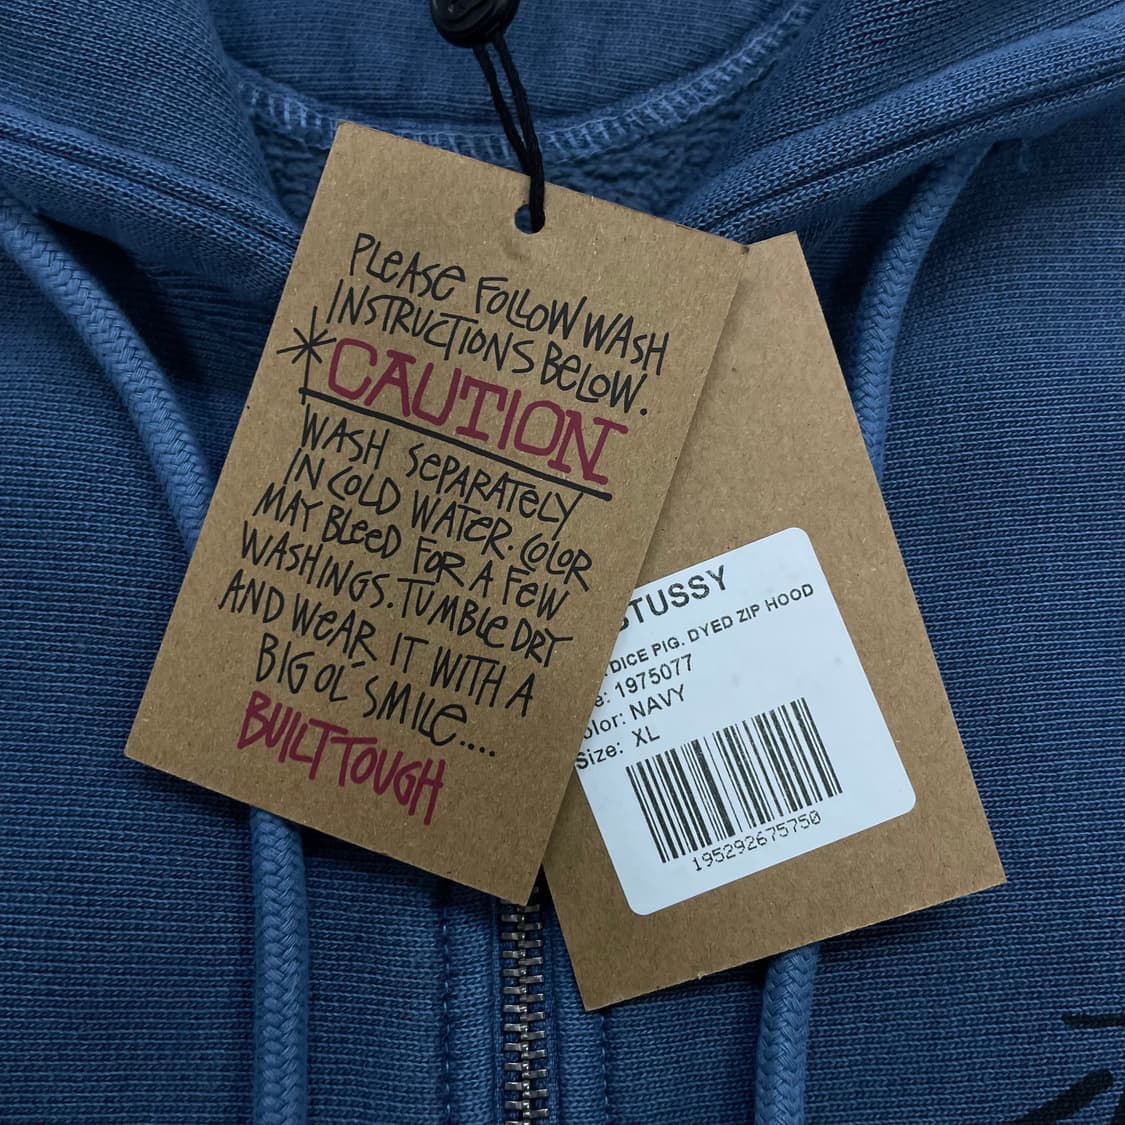 PLEASE FOLLOW WASH
INSTRUCTIONS BELOW.
*CAUTION
WASH SEPARATELY
IN COLD WATER. COLOR
MAY BLEED FOR A FEW
WASHINGS. TUMBLE DRY
AND WEAR IT WITH A
BIG OL' SMILE....
BUILT TOUGH
STUSSY
DICE PIG. DYED ZIP HOOD
e: 1975077
olor: NAVY
Size: XL
195292675750